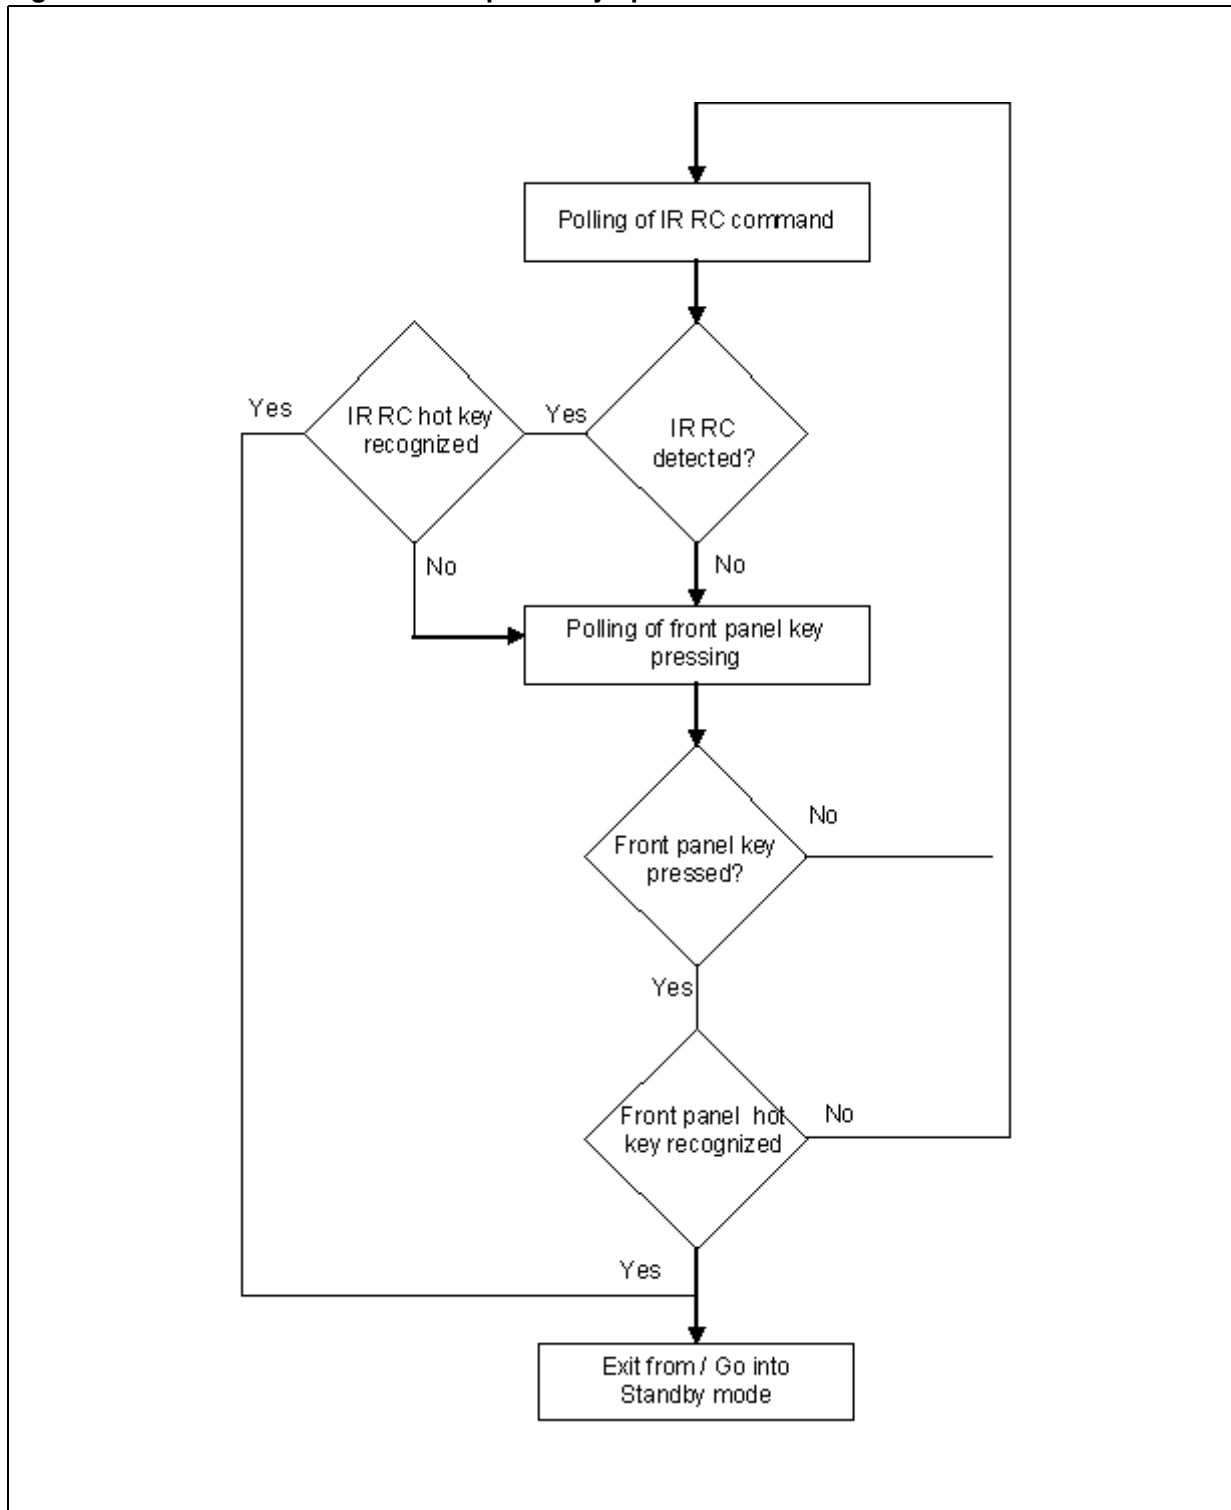 Polling of IR RC command
Yes
IR RC hot key
recognized
Yes
IR RC
detected?
No
No
Polling of front panel key
pressing
No
Front panel key
pressed?
Yes
Front panel hot
key recognized
No
Yes
Exit from / Go into
Standby mode